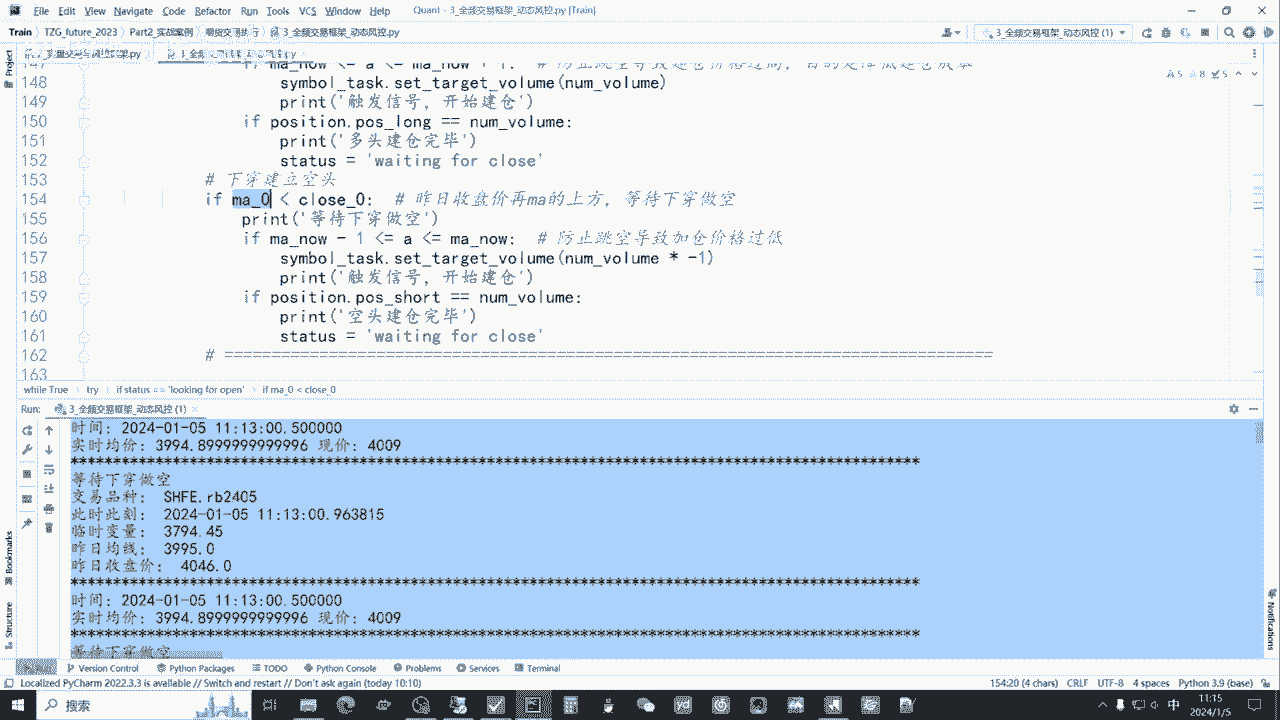 File Edit View Navigate Code Refactor Run Tools VCS Window Help Quant - 3_全频交易框架_动态风控.py [Train]
Train TZG_future_2023 Part2_实战案例 3_全频交易框架_动态风控.py 3_全频交易框架_动态风控 (1)
148 symbol_task.set_target_volume(num_volume)
149 print('触发信号，开始建仓')
150 if position.pos_long == num_volume:
151 print('多头建仓完毕')
152 status = 'waiting for close'
153 # 下穿建立空头
154 if ma_0 < close_0: # 昨日收盘价再ma的上方，等待下穿做空
155 print('等待下穿做空')
156 if ma_now - 1 <= a <= ma_now: # 防止跳空导致加仓价格过低
157 symbol_task.set_target_volume(num_volume * -1)
158 print('触发信号，开始建仓')
159 if position.pos_short == num_volume:
160 print('空头建仓完毕')
161 status = 'waiting for close'
162 # ==================================================================================
163
while True if status == 'looking for open' if ma_0 < close_0
try
Run: 3_全频交易框架_动态风控 (1)
时间: 2024-01-05 11:13:00.500000
实时均价: 3994.8999999999996 现价: 4009
****************************************************************************************************
等待下穿做空
交易品种: SHFE.rb2405
此时此刻: 2024-01-05 11:13:00.963815
临时变量: 3794.45
昨日均线: 3995.0
昨日收盘价: 4046.0
****************************************************************************************************
时间: 2024-01-05 11:13:00.500000
实时均价: 3994.8999999999996 现价: 4009
****************************************************************************************************
等待下穿做空
Project
Bookmarks
Structure
Notifications
Version Control Python Packages TODO Python Console Problems Services Terminal
Localized PyCharm 2022.3.3 is available // Switch and restart // Don't ask again (today 10:10) 154:20 (4 chars) CRLF UTF-8 4 spaces Python 3.9 (base)
搜索 中 11:15
2024/1/5